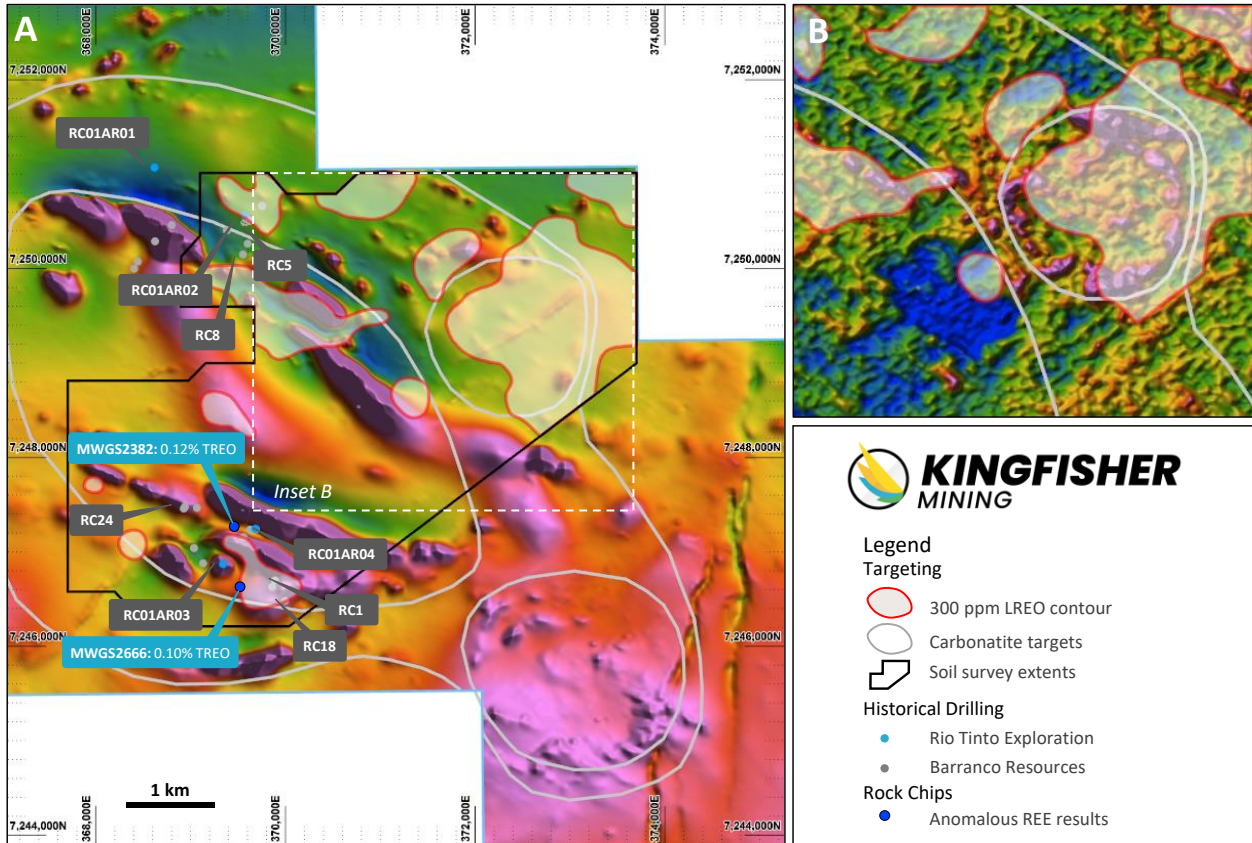 A
368,000E
370,000E
372,000E
374,000E
7,252,000N
7,252,000N
RC01AR01
RC01AR02
RC5
RC8
7,250,000N
7,250,000N
7,248,000N
7,248,000N
MWGS2382: 0.12% TREO
Inset B
RC24
RC01AR04
RC01AR03
RC1
RC18
MWGS2666: 0.10% TREO
7,246,000N
7,246,000N
1 km
7,244,000N
7,244,000N
368,000E
370,000E
372,000E
374,000E
B
KINGFISHER
MINING
Legend
Targeting
300 ppm LREO contour
Carbonatite targets
Soil survey extents
Historical Drilling
Rio Tinto Exploration
Barranco Resources
Rock Chips
Anomalous REE results